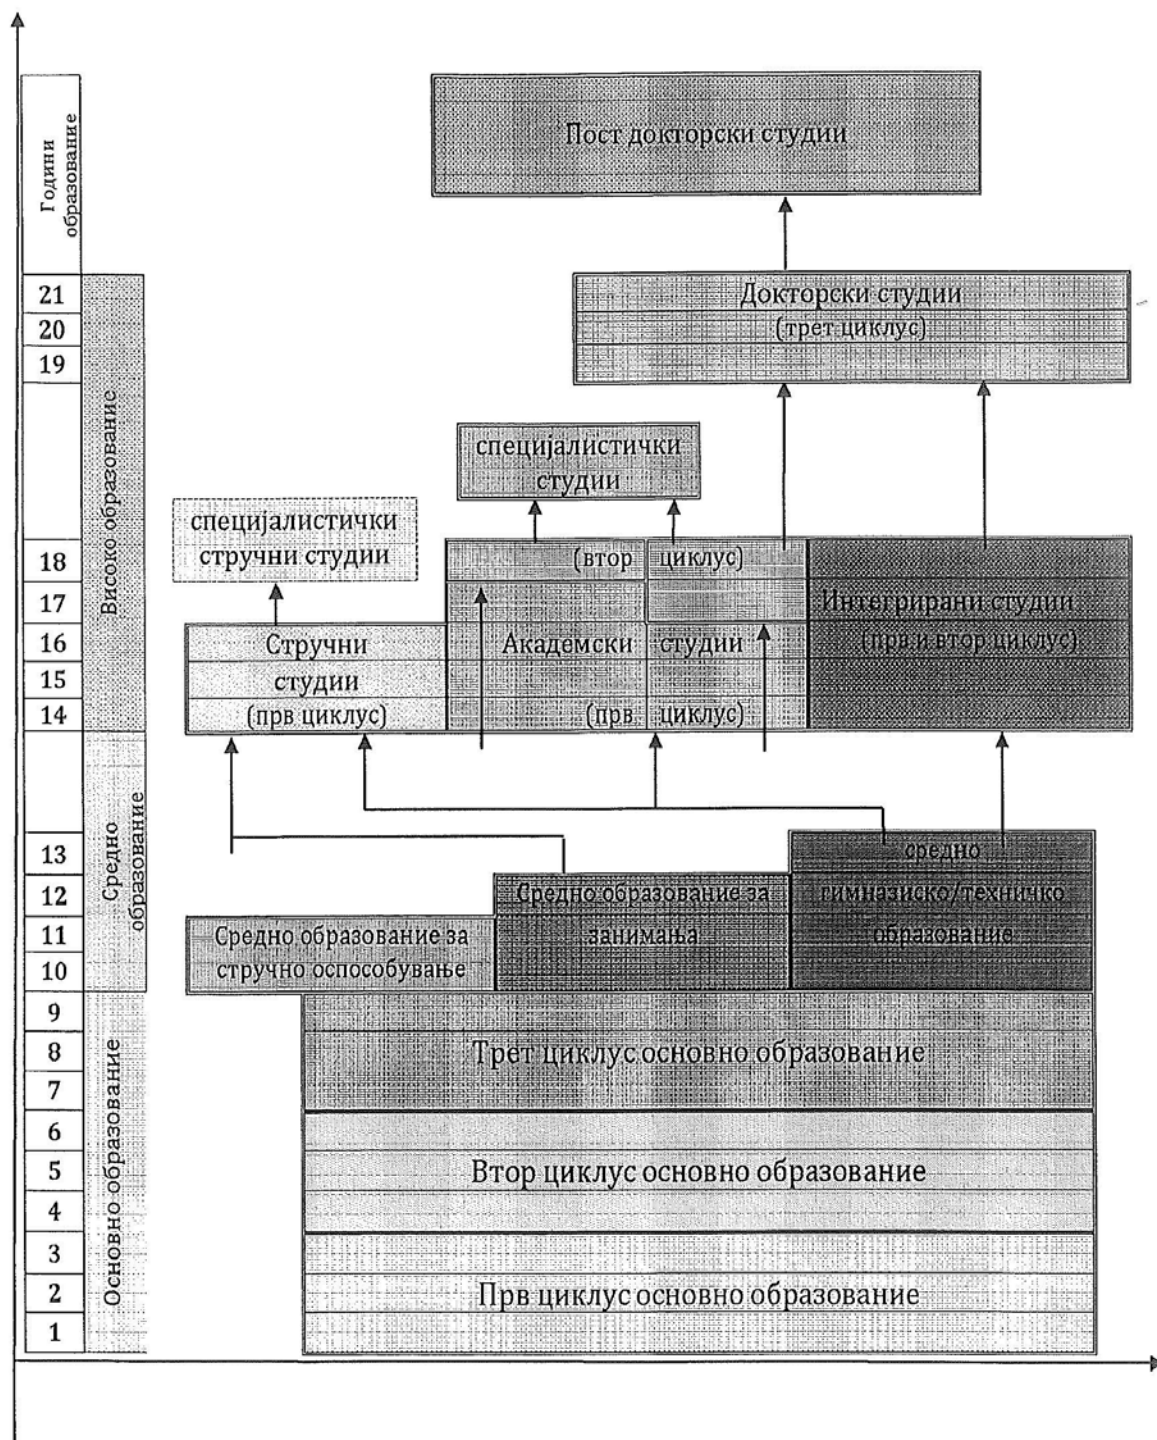 Години
образование
Пост докторски студии
21
20
19
Докторски студии
(трет циклус)
Високо образование
специјалистички
студии
специјалистички
стручни студии
18
17
16
15
14
(втор циклус)
Академски студии
(прв циклус)
Интегрирани студии
(прв и втор циклус)
Стручни
студии
(прв циклус)
Средно
образование
13
12
11
10
средно
гимназиско/техничко
образование
Средно образование за
занимања
Средно образование за
стручно оспособување
Основно образование
9
8
7
6
5
4
3
2
1
Трет циклус основно образование
Втор циклус основно образование
Прв циклус основно образование